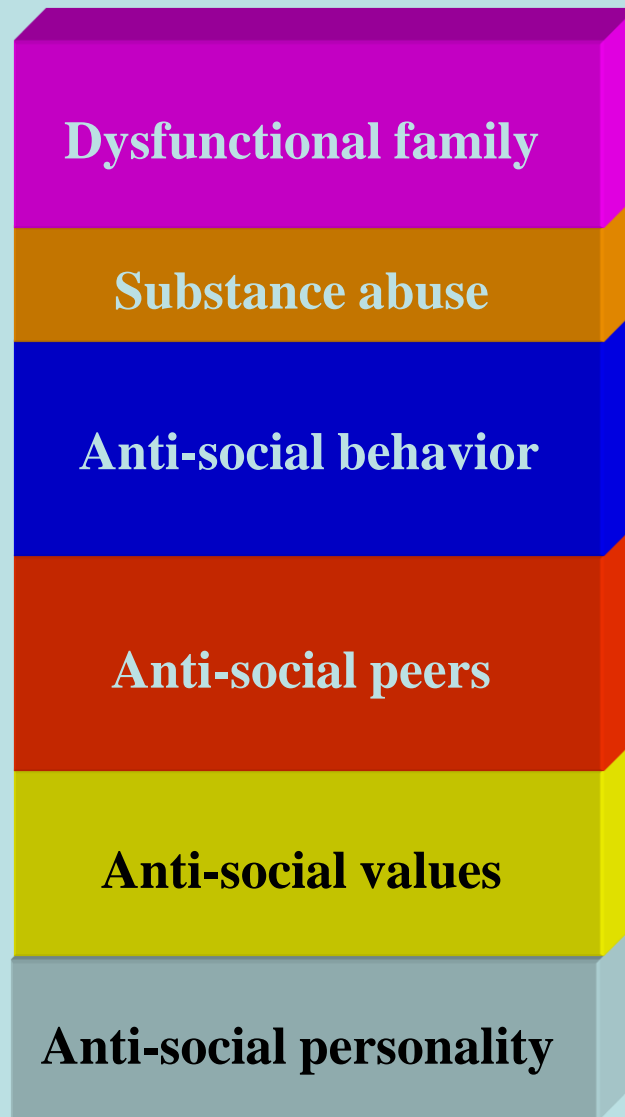 Dysfunctional family
Substance abuse
Anti-social behavior
Anti-social peers
Anti-social values
Anti-social personality